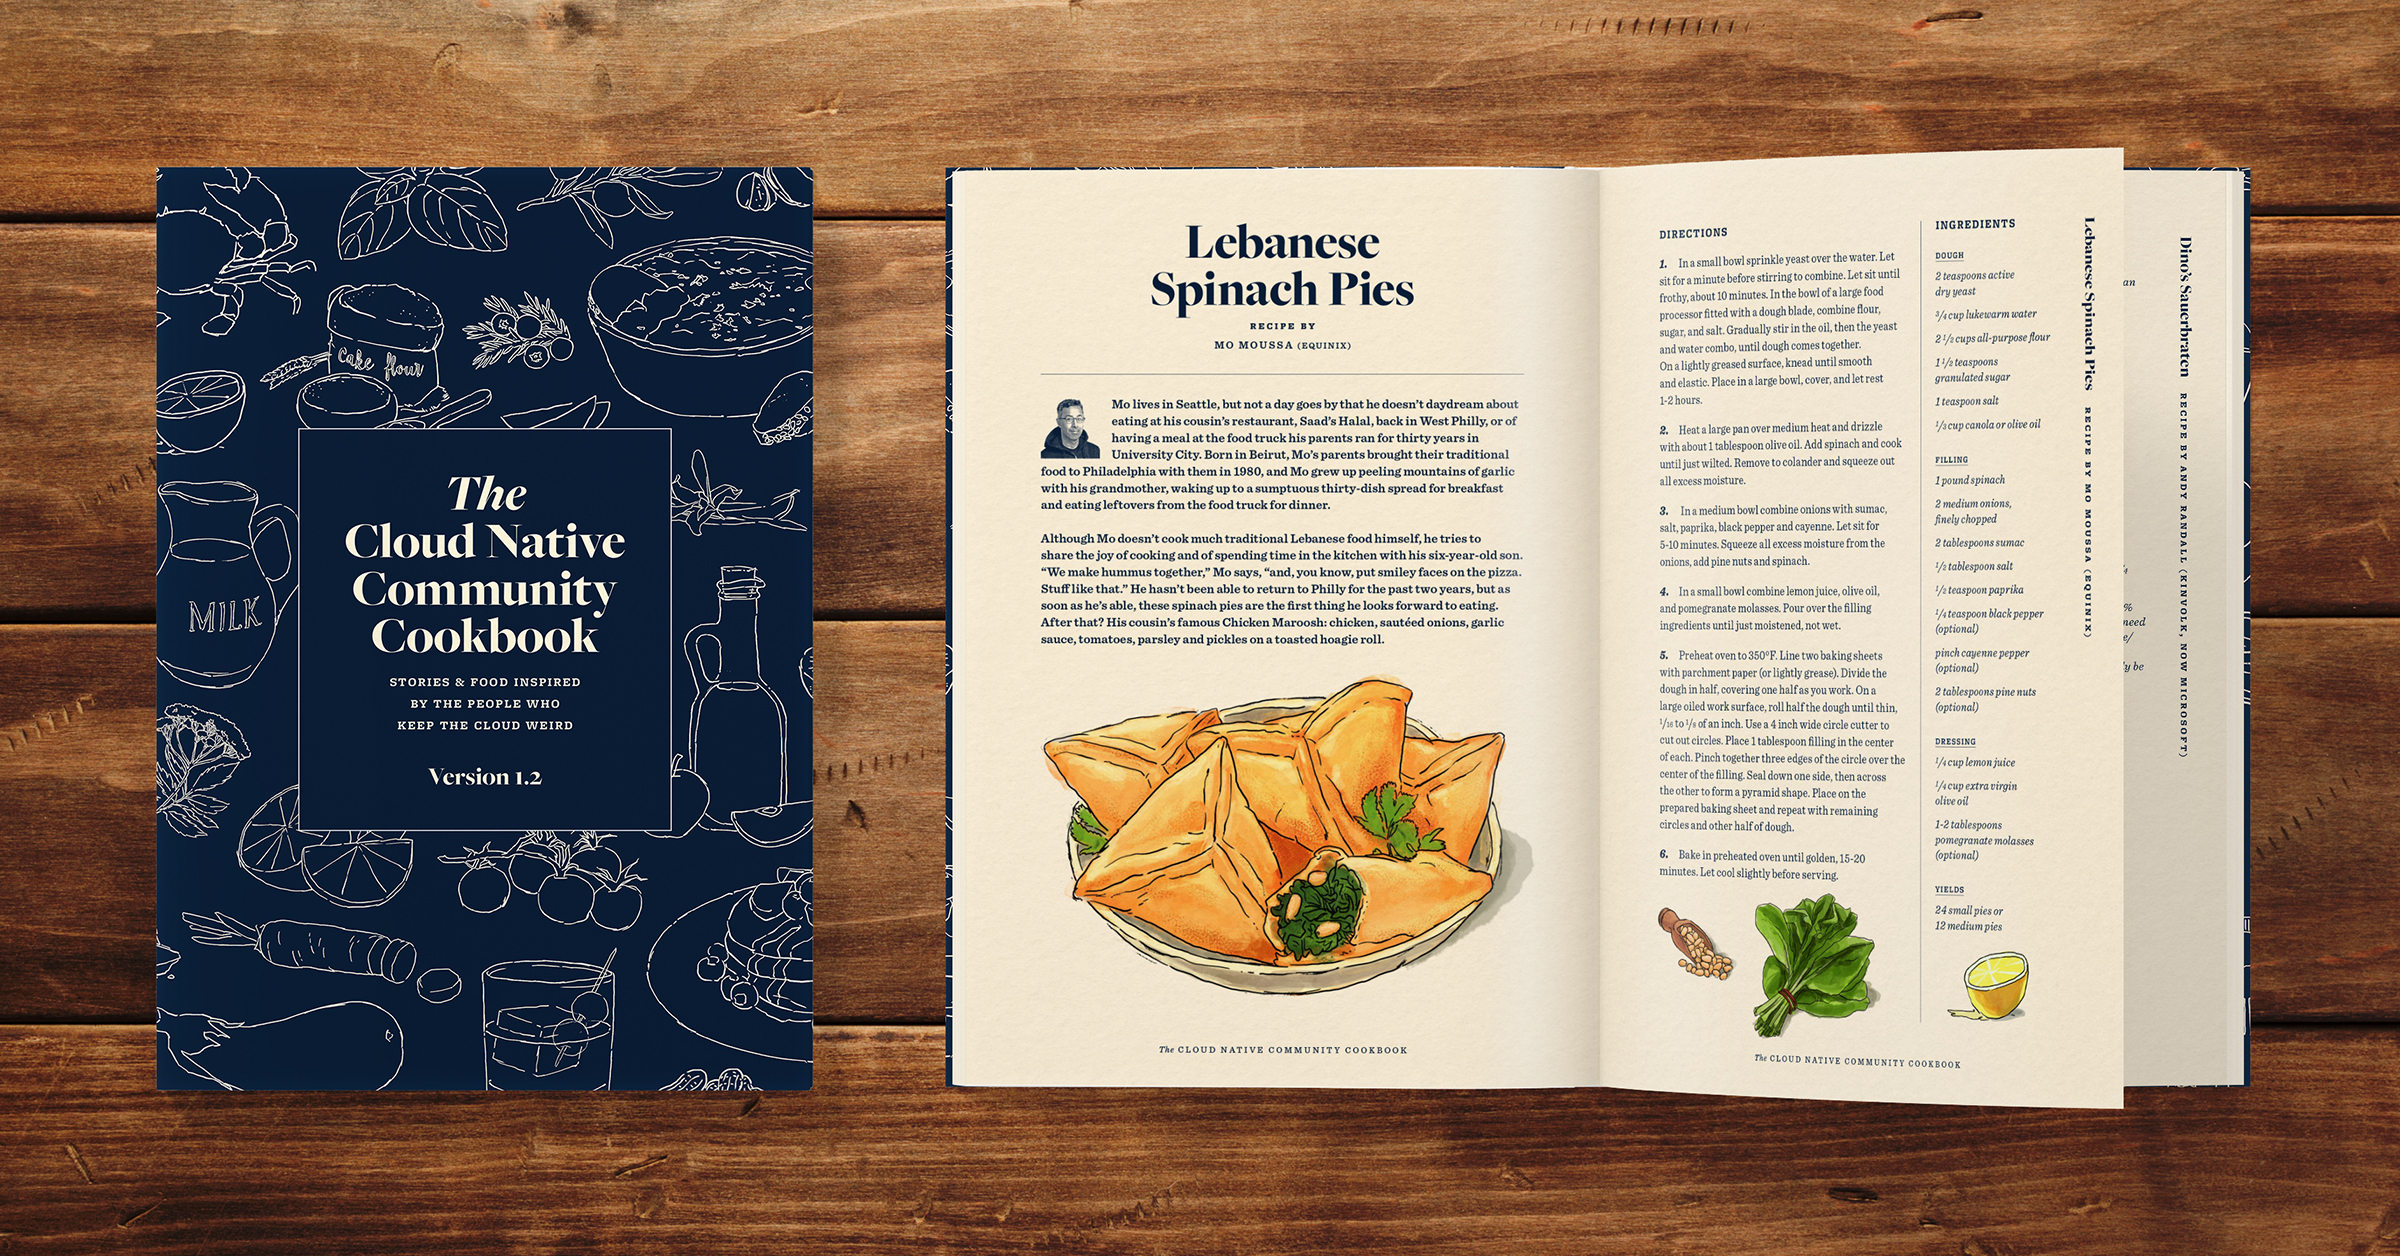 Cake flour
MILK
The
Cloud Native
Community
Cookbook
STORIES & FOOD INSPIRED
BY THE PEOPLE WHO
KEEP THE CLOUD WEIRD
Version 1.2
Lebanese
Spinach Pies
RECIPE BY
MO MOUSSA (EQUINIX)
Mo lives in Seattle, but not a day goes by that he doesn't daydream about
eating at his cousin's restaurant, Saad's Halal, back in West Philly, or of
having a meal at the food truck his parents ran for thirty years in
University City. Born in Beirut, Mo's parents brought their traditional
food to Philadelphia with them in 1980, and Mo grew up peeling mountains of garlic
with his grandmother, waking up to a sumptuous thirty-dish spread for breakfast
and eating leftovers from the food truck for dinner.
Although Mo doesn't cook much traditional Lebanese food himself, he tries to
share the joy of cooking and of spending time in the kitchen with his six-year-old son.
“We make hummus together,” Mo says, “and, you know, put smiley faces on the pizza.
Stuff like that.” He hasn't been able to return to Philly for the past two years, but as
soon as he's able, these spinach pies are the first thing he looks forward to eating.
After that? His cousin's famous Chicken Maroosh: chicken, sautéed onions, garlic
sauce, tomatoes, parsley and pickles on a toasted hoagie roll.
The CLOUD NATIVE COMMUNITY COOKBOOK
DIRECTIONS
1. In a small bowl sprinkle yeast over the water. Let
sit for a minute before stirring to combine. Let sit until
frothy, about 10 minutes. In the bowl of a large food
processor fitted with a dough blade, combine flour,
sugar, and salt. Gradually stir in the oil, then the yeast
and water combo, until dough comes together.
On a lightly greased surface, knead until smooth
and elastic. Place in a large bowl, cover, and let rest
1-2 hours.
2. Heat a large pan over medium heat and drizzle
with about 1 tablespoon olive oil. Add spinach and cook
until just wilted. Remove to colander and squeeze out
all excess moisture.
3. In a medium bowl combine onions with sumac,
salt, paprika, black pepper and cayenne. Let sit for
5-10 minutes. Squeeze all excess moisture from the
onions, add pine nuts and spinach.
4. In a small bowl combine lemon juice, olive oil,
and pomegranate molasses. Pour over the filling
ingredients until just moistened, not wet.
5. Preheat oven to 350ºF. Line two baking sheets
with parchment paper (or lightly grease). Divide the
dough in half, covering one half as you work. On a
large oiled work surface, roll half the dough until thin,
1/16 to 1/8 of an inch. Use a 4 inch wide circle cutter to
cut out circles. Place 1 tablespoon filling in the center
of each. Pinch together three edges of the circle over the
center of the filling. Seal down one side, then across
the other to form a pyramid shape. Place on the
prepared baking sheet and repeat with remaining
circles and other half of dough.
6. Bake in preheated oven until golden, 15-20
minutes. Let cool slightly before serving.
INGREDIENTS
DOUGH
2 teaspoons active
dry yeast
3/4 cup lukewarm water
2 1/2 cups all-purpose flour
1 1/2 teaspoons
granulated sugar
1 teaspoon salt
1/3 cup canola or olive oil
FILLING
1 pound spinach
2 medium onions,
finely chopped
2 tablespoons sumac
1/2 tablespoon salt
1/2 teaspoon paprika
1/4 teaspoon black pepper
(optional)
pinch cayenne pepper
(optional)
2 tablespoons pine nuts
(optional)
DRESSING
1/4 cup lemon juice
1/4 cup extra virgin
olive oil
1-2 tablespoons
pomegranate molasses
(optional)
YIELDS
24 small pies or
12 medium pies
Lebanese Spinach Pies RECIPE BY MO MOUSSA (EQUINIX)
The CLOUD NATIVE COMMUNITY COOKBOOK
Dino's Sauerbraten RECIPE BY ANDY RANDALL (KINVOLK, NOW MICROSOFT)
%
need
be